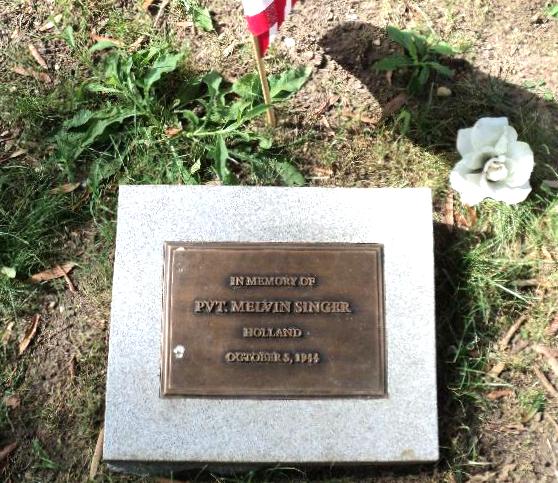 IN MEMORY OF
PVT. MELVIN SINGER
HOLLAND
OCTOBER 5, 1944